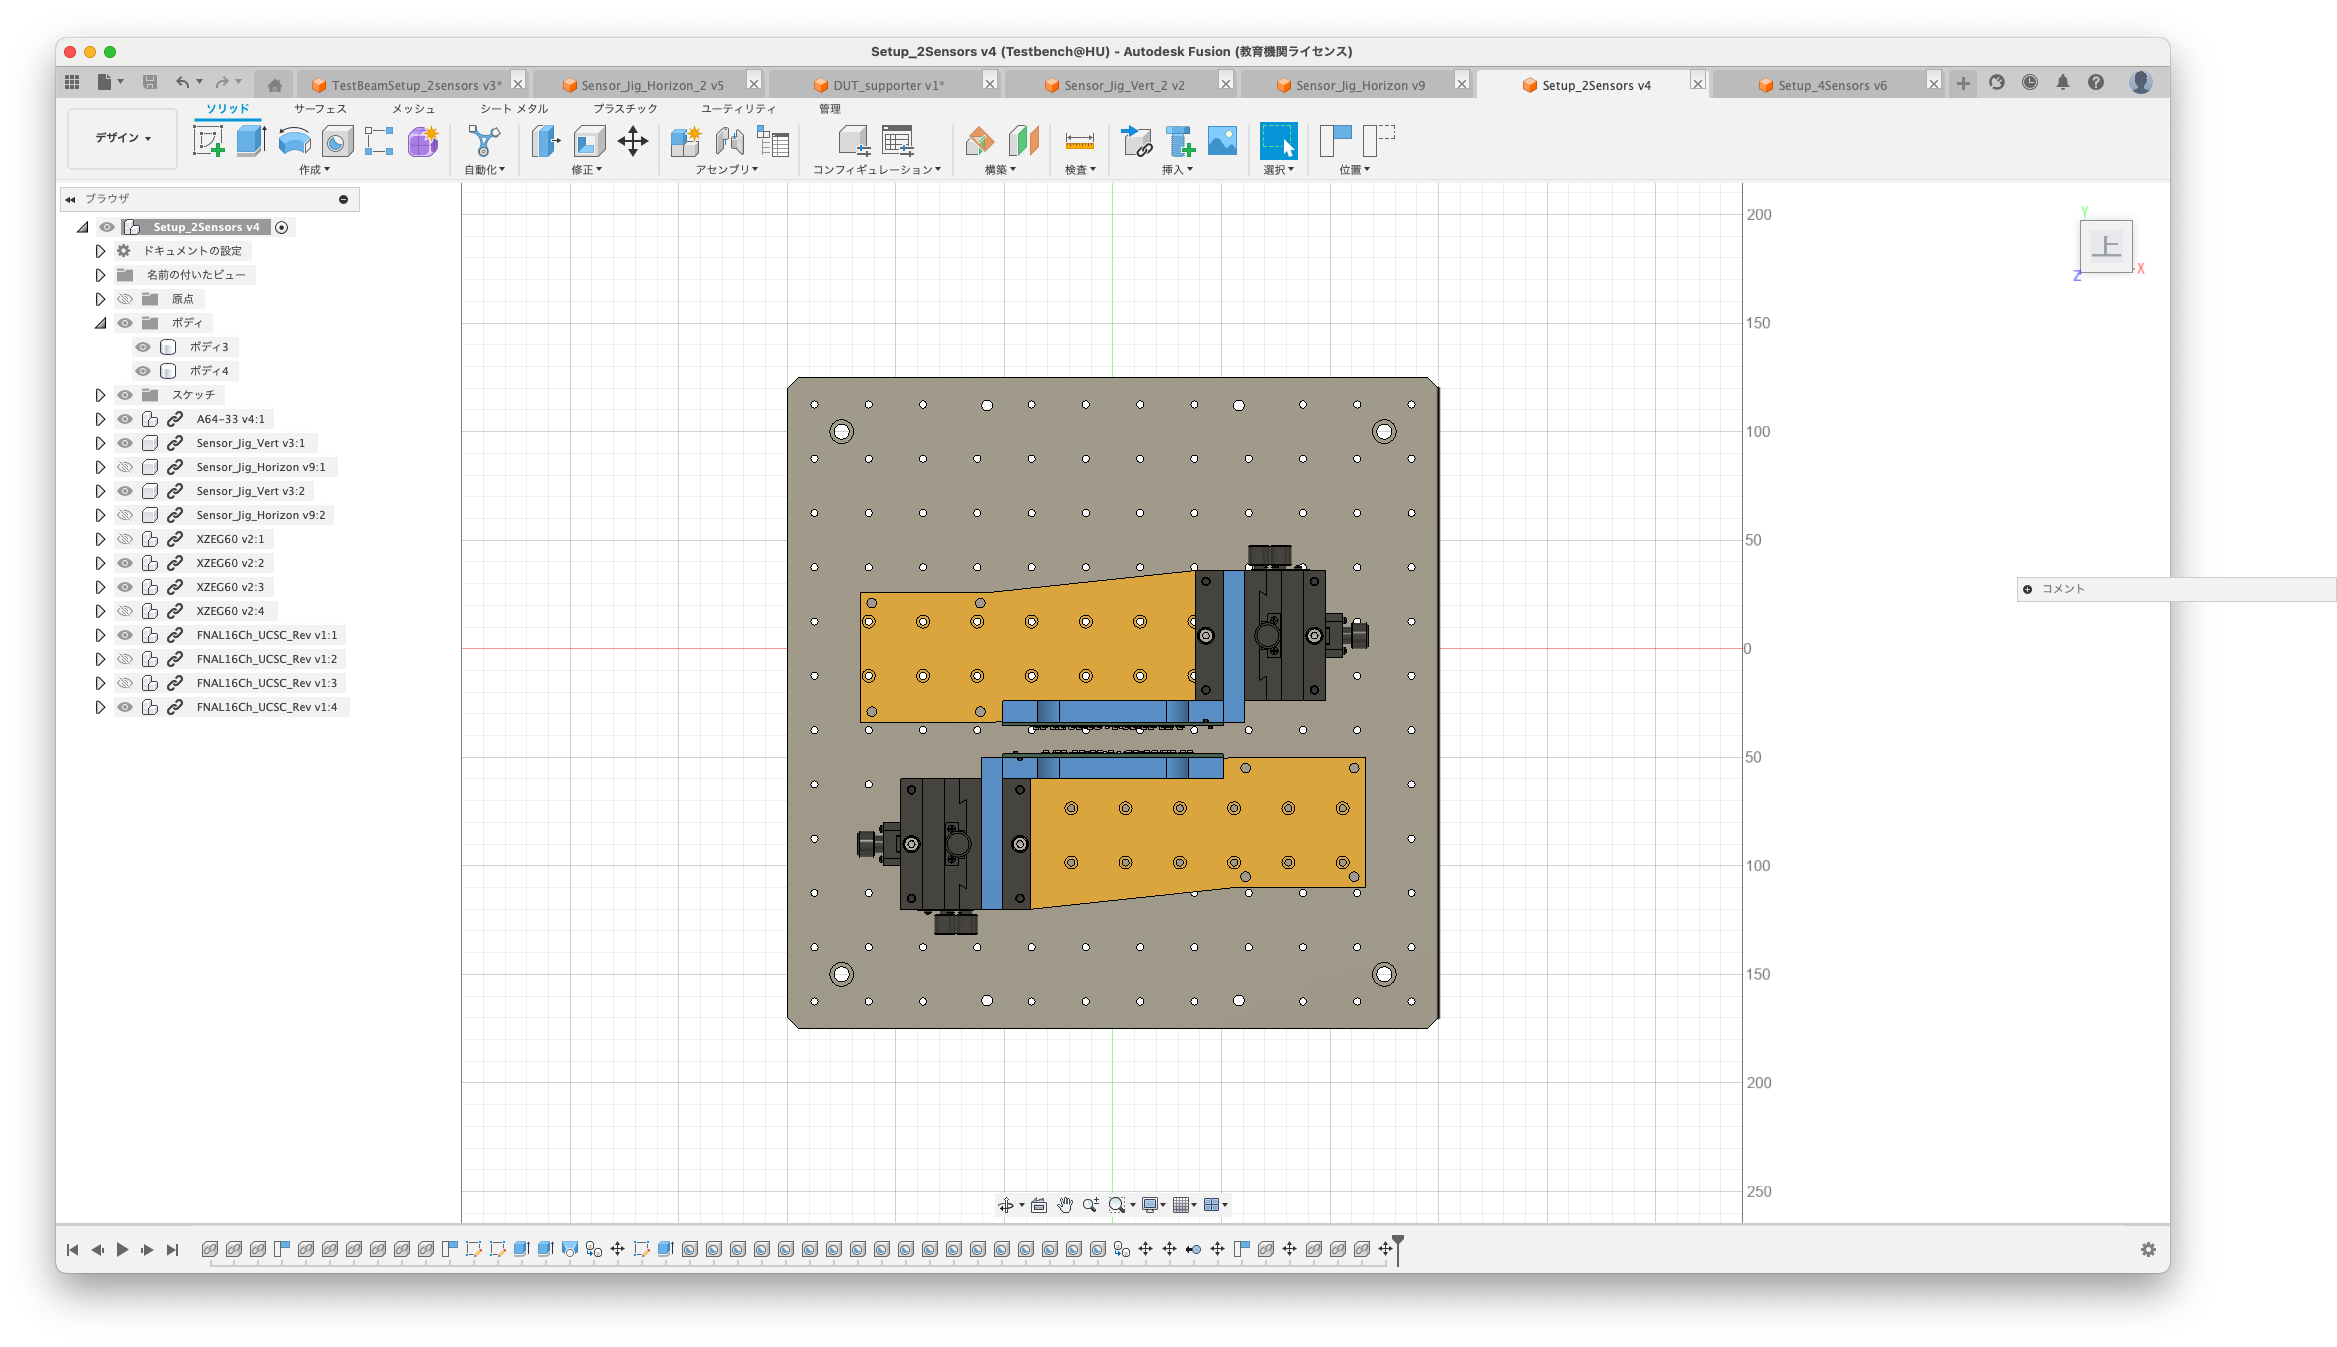 Setup_2Sensors v4 (Testbench@HU) - Autodesk Fusion (教育機関ライセンス)
TestBeamSetup_2sensors v3*
Sensor_Jig_Horizon_2 v5
DUT_supporter v1*
Sensor_Jig_Vert_2 v2
Sensor_Jig_Horizon v9
Setup_2Sensors v4
Setup_4Sensors v6
ソリッド
サーフェス
メッシュ
シート メタル
プラスチック
ユーティリティ
管理
デザイン
作成
自動化
修正
アセンブリ
コンフィギュレーション
構築
検査
挿入
選択
位置
ブラウザ
Setup_2Sensors v4
ドキュメントの設定
名前の付いたビュー
原点
ボディ
ボディ3
ボディ4
スケッチ
A64-33 v4:1
Sensor_Jig_Vert v3:1
Sensor_Jig_Horizon v9:1
Sensor_Jig_Vert v3:2
Sensor_Jig_Horizon v9:2
XZEG60 v2:1
XZEG60 v2:2
XZEG60 v2:3
XZEG60 v2:4
FNAL16Ch_UCSC_Rev v1:1
FNAL16Ch_UCSC_Rev v1:2
FNAL16Ch_UCSC_Rev v1:3
FNAL16Ch_UCSC_Rev v1:4
200
150
100
50
0
50
100
150
200
250
Y
上
X
Z
コメント